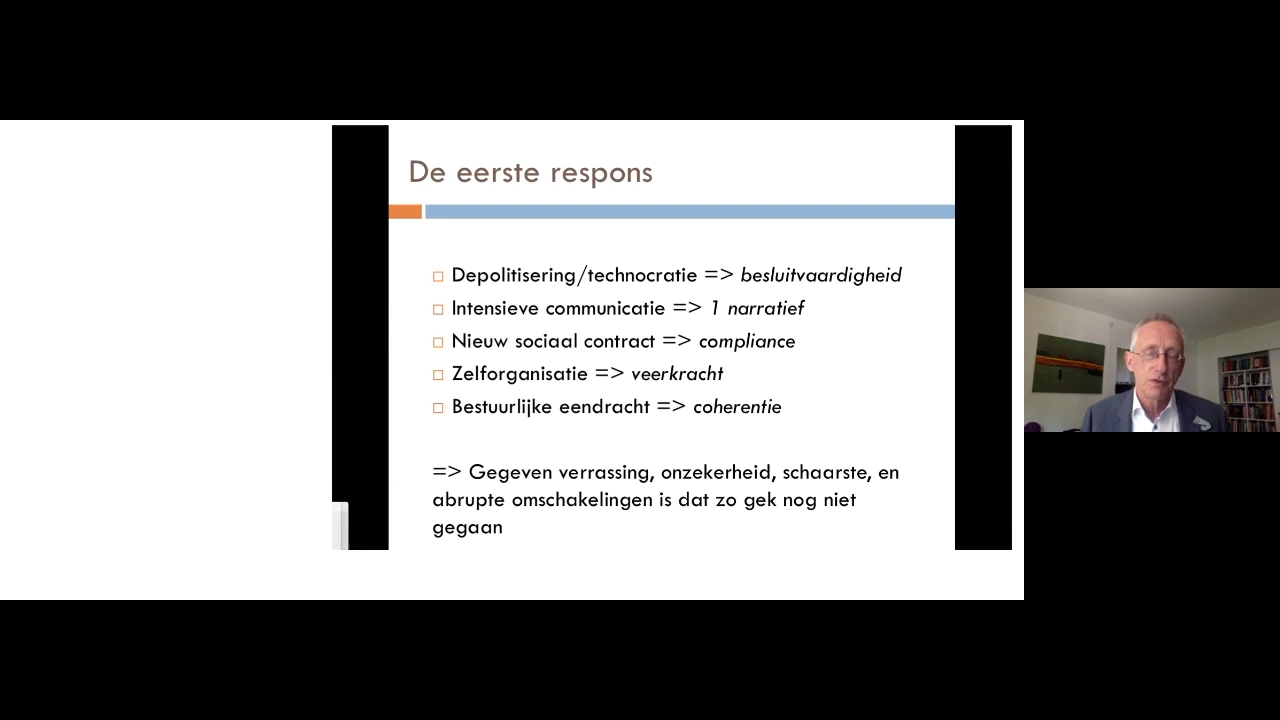 De eerste respons
Depolitisering/technocratie => besluitvaardigheid
Intensieve communicatie => 1 narratief
Nieuw sociaal contract => compliance
Zelforganisatie => veerkracht
Bestuurlijke eendracht => coherentie
=> Gegeven verrassing, onzekerheid, schaarste, en
abrupte omschakelingen is dat zo gek nog niet
gegaan